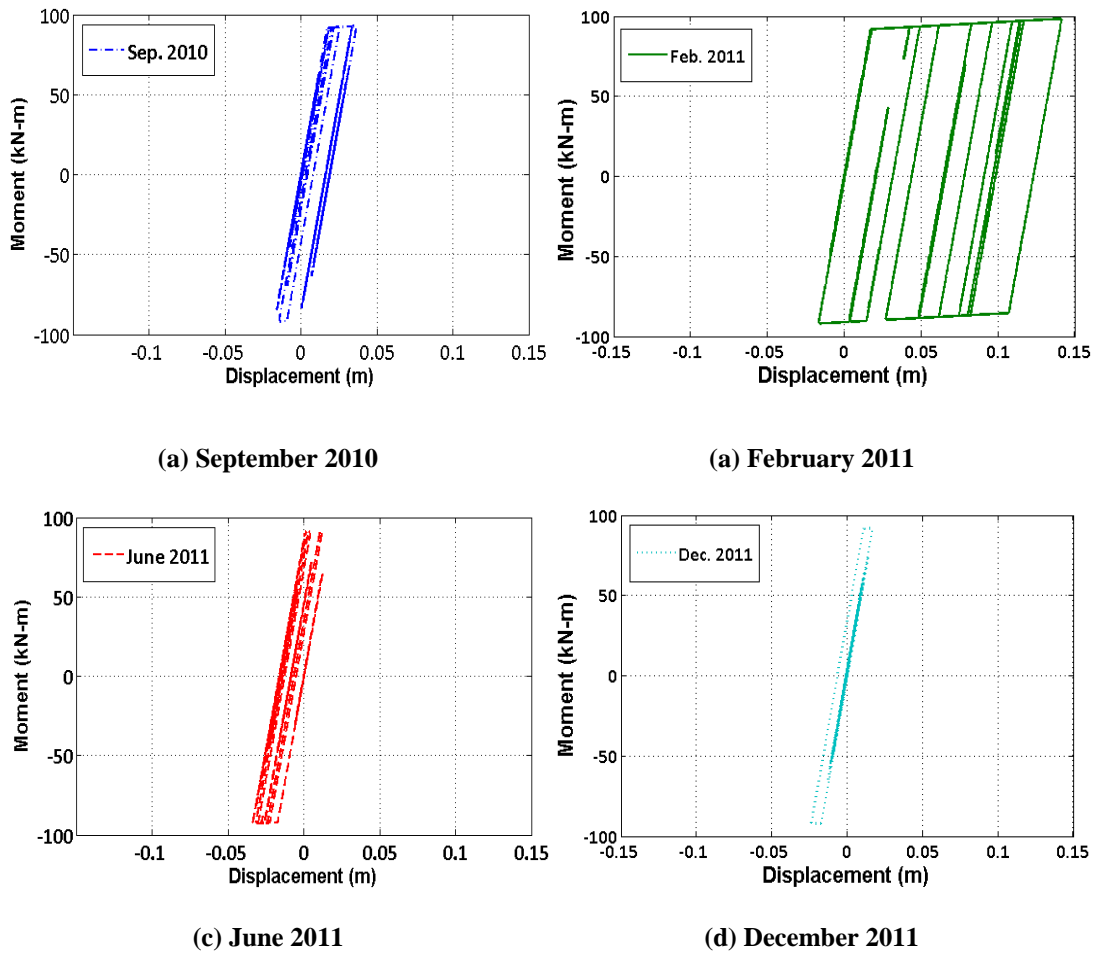 100
50
0
-50
-100
Moment (kN-m)
Sep. 2010
-0.1
-0.05
0
0.05
0.1
0.15
Displacement (m)
(a) September 2010
100
50
0
-50
-100
Moment (kN-m)
Feb. 2011
-0.15
-0.1
-0.05
0
0.05
0.1
0.15
Displacement (m)
(a) February 2011
100
50
0
-50
-100
Moment (kN-m)
June 2011
-0.1
-0.05
0
0.05
0.1
0.15
Displacement (m)
(c) June 2011
100
50
0
-50
-100
Moment (kN-m)
Dec. 2011
-0.15
-0.1
-0.05
0
0.05
0.1
0.15
Displacement (m)
(d) December 2011